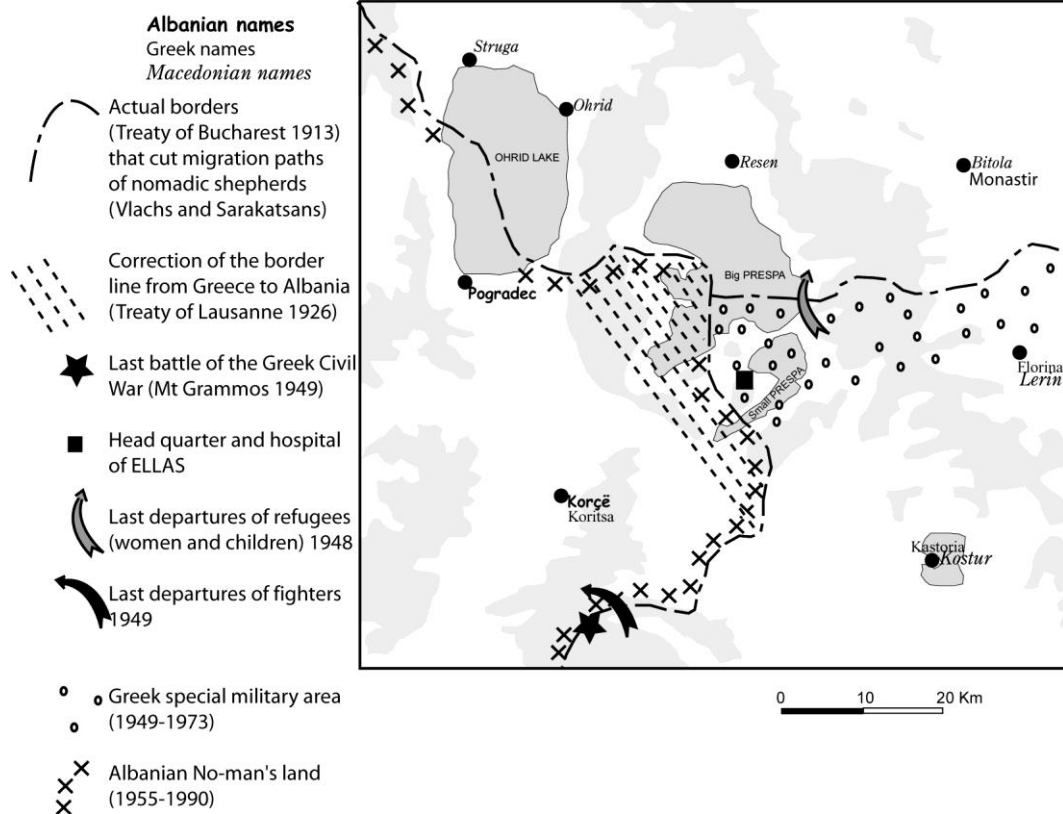 Albanian names
Greek names
Macedonian names
Actual borders
(Treaty of Bucharest 1913)
that cut migration paths
of nomadic shepherds
(Vlachs and Sarakatsans)
Correction of the border
line from Greece to Albania
(Treaty of Lausanne 1926)
Last battle of the Greek Civil
War (Mt Grammos 1949)
Head quarter and hospital
of ELLAS
Last departures of refugees
(women and children) 1948
Last departures of fighters
1949
Greek special military area
(1949-1973)
Albanian No-man's land
(1955-1990)
Struga
Ohrid
OHRID LAKE
Resen
Bitola
Monastir
Big PRESPA
Pogradec
Florina
Lerin
Small PRESPA
Korçë
Koritsa
Kastoria
Kostur
0 10 20 Km